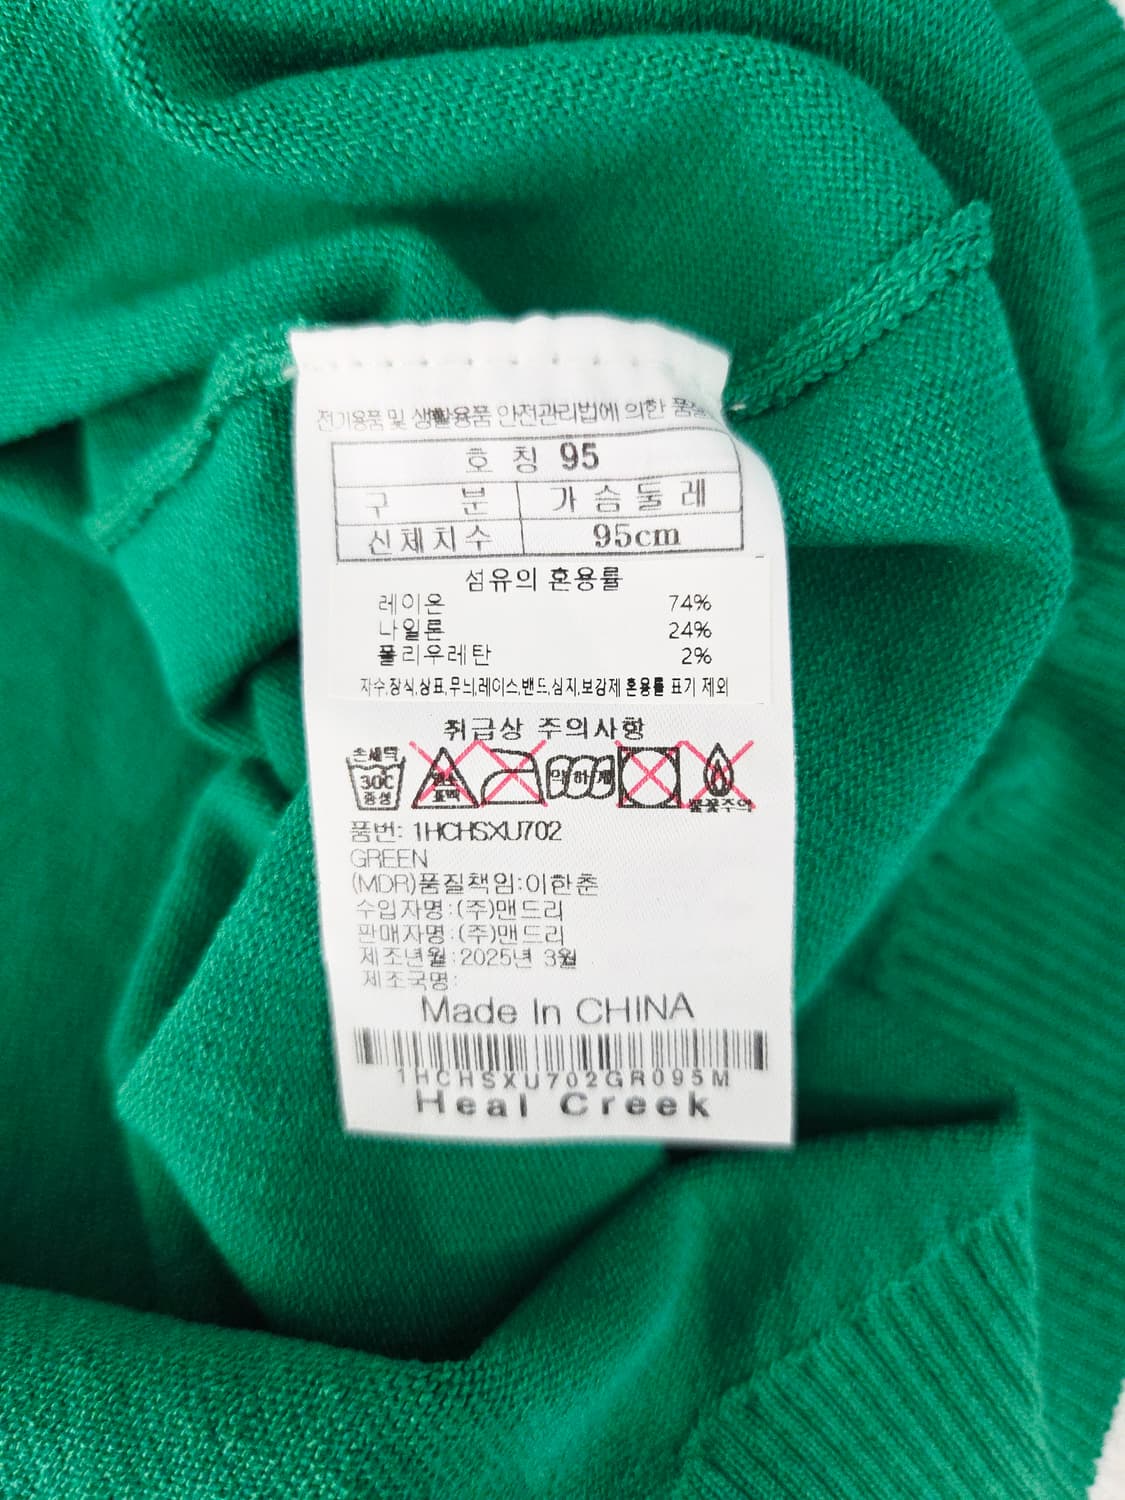 전기용품 및 생활용품 안전관리법에 의한 품질
호 칭 95
구 분 가 슴 둘 레
신체치수 95cm
섬유의 혼용률
레이온 74%
나일론 24%
폴리우레탄 2%
자수,장식,상표,무늬,레이스,밴드,심지,보강제 혼용률 표기 제외
취급상 주의사항
손세탁 30℃ 중성 염소 표백 약하게 불꽃주의
품번: 1HCHSXU702
GREEN
(MDR)품질책임:이한춘
수입자명:(주)맨드리
판매자명:(주)맨드리
제조년월:2025년 3월
제조국명:
Made In CHINA
1HCHSXU702GR095M
Heal Creek